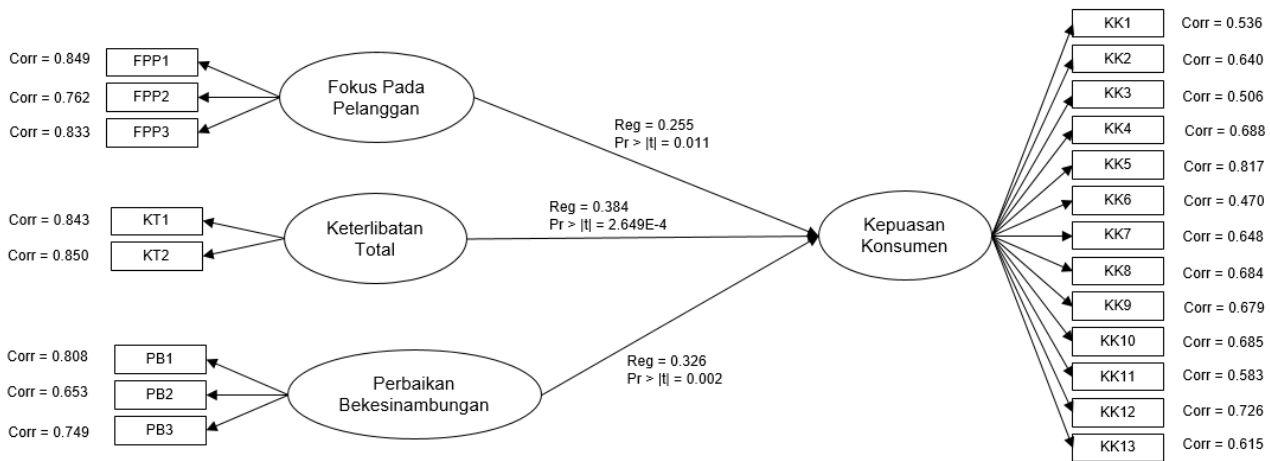 Corr = 0.849
FPP1
Corr = 0.762
FPP2
Corr = 0.833
FPP3
Fokus Pada
Pelanggan
Reg = 0.255
Pr > |t| = 0.011
Corr = 0.843
KT1
Corr = 0.850
KT2
Keterlibatan
Total
Reg = 0.384
Pr > |t| = 2.649E-4
Corr = 0.808
PB1
Corr = 0.653
PB2
Corr = 0.749
PB3
Perbaikan
Bekesinambungan
Reg = 0.326
Pr > |t| = 0.002
Kepuasan
Konsumen
KK1
Corr = 0.536
KK2
Corr = 0.640
KK3
Corr = 0.506
KK4
Corr = 0.688
KK5
Corr = 0.817
KK6
Corr = 0.470
KK7
Corr = 0.648
KK8
Corr = 0.684
KK9
Corr = 0.679
KK10
Corr = 0.685
KK11
Corr = 0.583
KK12
Corr = 0.726
KK13
Corr = 0.615